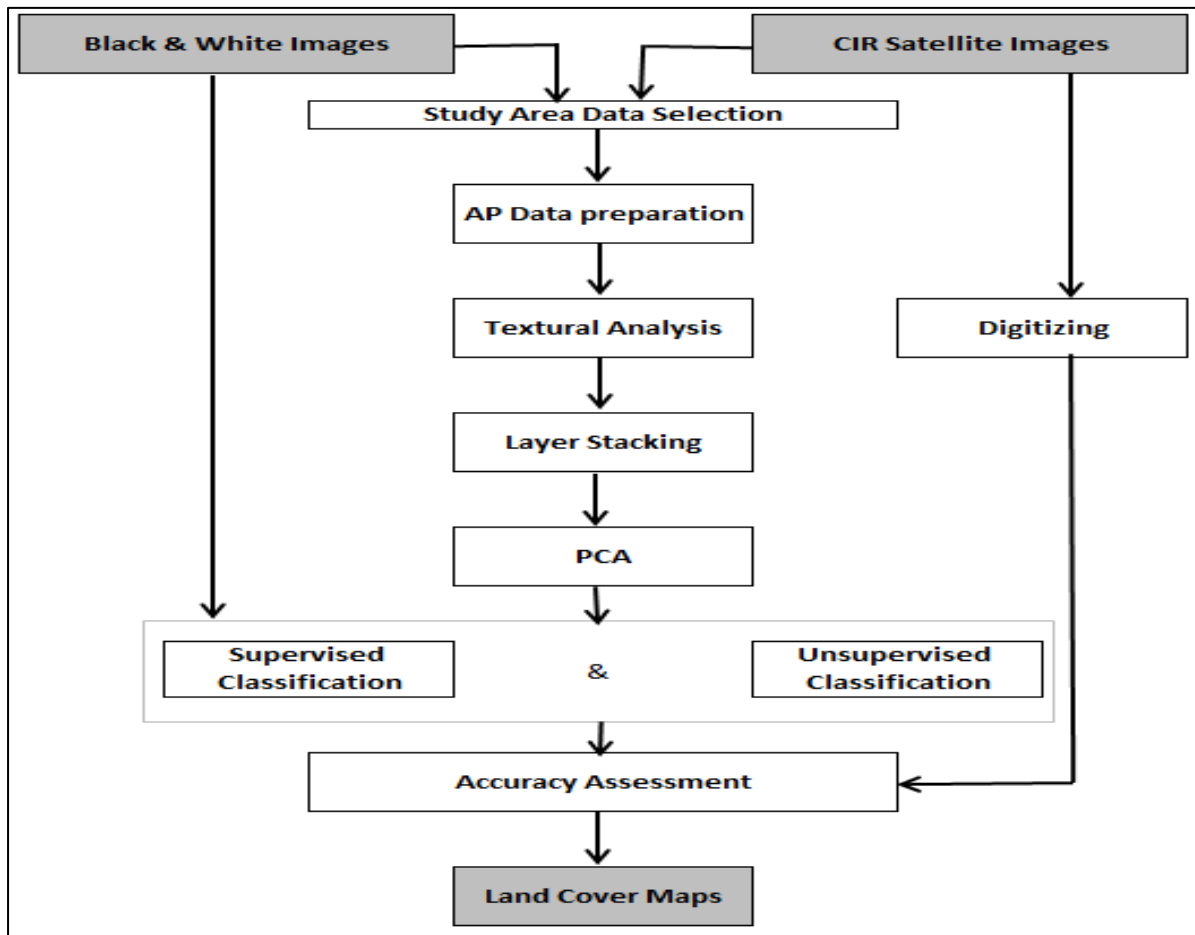 Black & White Images
CIR Satellite Images
Study Area Data Selection
AP Data preparation
Textural Analysis
Digitizing
Layer Stacking
PCA
Supervised
Classification
&
Unsupervised
Classification
Accuracy Assessment
Land Cover Maps